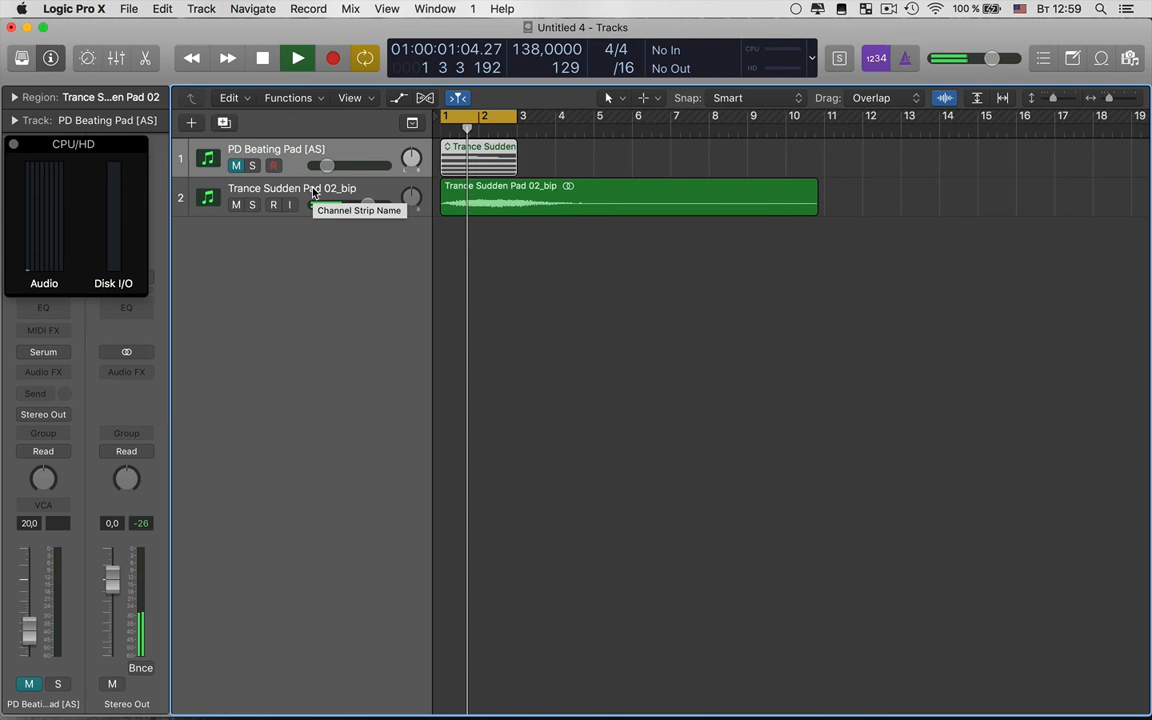 Logic Pro X File Edit Track Navigate Record Mix View Window 1 Help 100 % Вт 12:59
Untitled 4 - Tracks
01:00:01:04.27 138,0000 4/4 No In CPU
1 3 3 192 129 /16 No Out HD
1234
Region: Trance S...en Pad 02
Edit Functions View Snap: Smart Drag: Overlap
Track: PD Beating Pad [AS]
1 2 3 4 5 6 7 8 9 10 11 12 13 14 15 16 17 18 19
CPU/HD
1 PD Beating Pad [AS]
M S R
L R
Trance Sudden
2 Trance Sudden Pad 02_bip
M S R I
Channel Strip Name
Trance Sudden Pad 02_bip
Audio Disk I/O
EQ EQ
MIDI FX
Serum
Audio FX Audio FX
Send
Stereo Out
Group Group
Read Read
VCA
20,0 0,0 -26
Bnce
M S M
PD Beati...ad [AS] Stereo Out